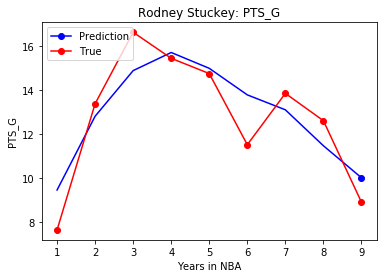 Rodney Stuckey: PTS_G
Prediction
True
16
14
12
10
8
PTS_G
1 2 3 4 5 6 7 8 9
Years in NBA